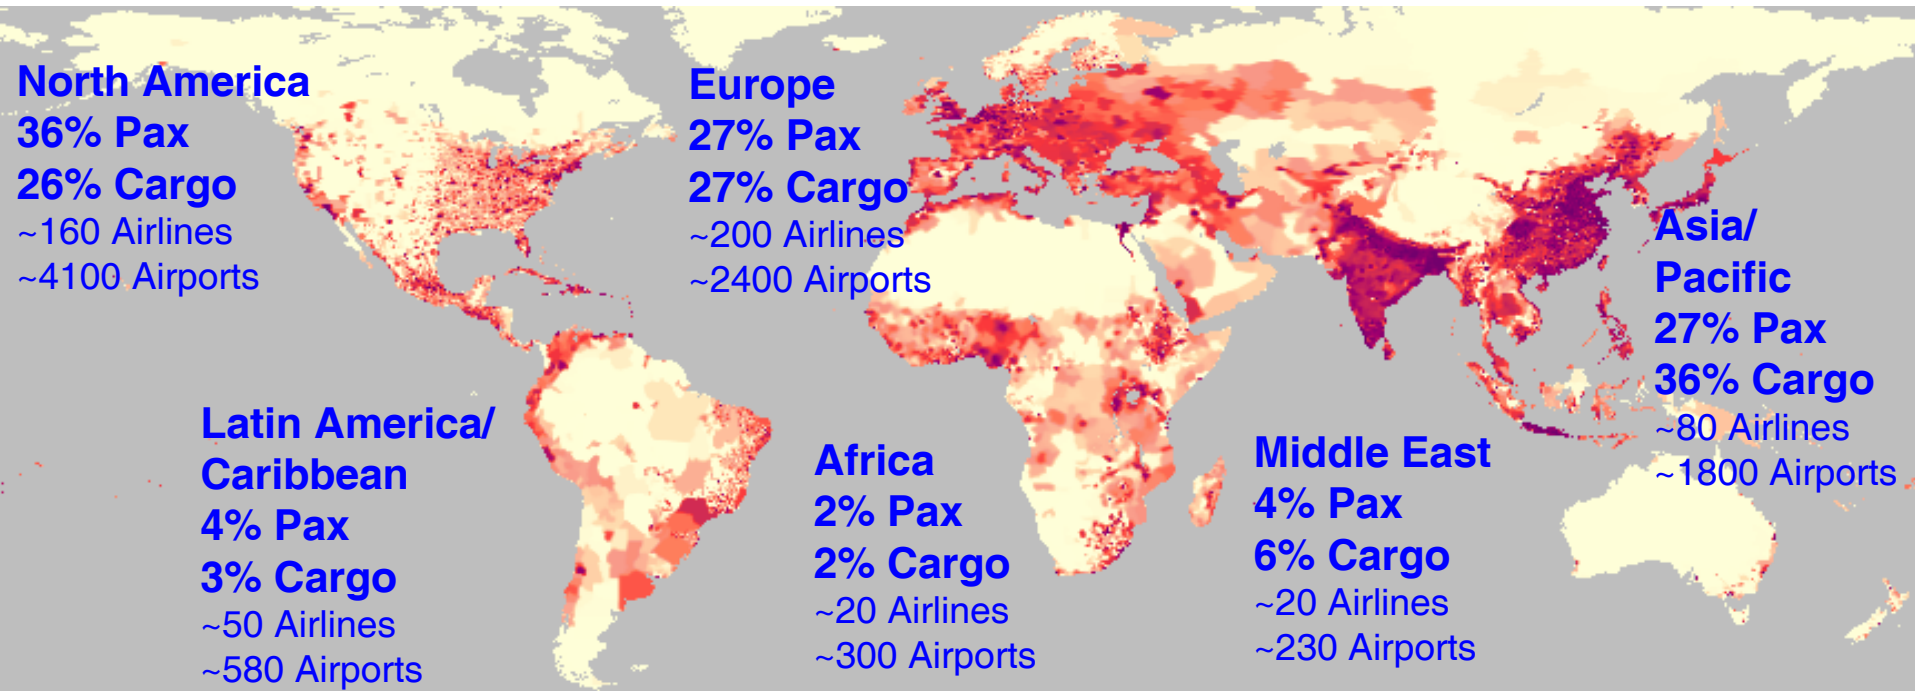 North America
36% Pax
26% Cargo
~160 Airlines
~4100 Airports
Europe
27% Pax
27% Cargo
~200 Airlines
~2400 Airports
Asia/
Pacific
27% Pax
36% Cargo
~80 Airlines
~1800 Airports
Latin America/
Caribbean
4% Pax
3% Cargo
~50 Airlines
~580 Airports
Africa
2% Pax
2% Cargo
~20 Airlines
~300 Airports
Middle East
4% Pax
6% Cargo
~20 Airlines
~230 Airports